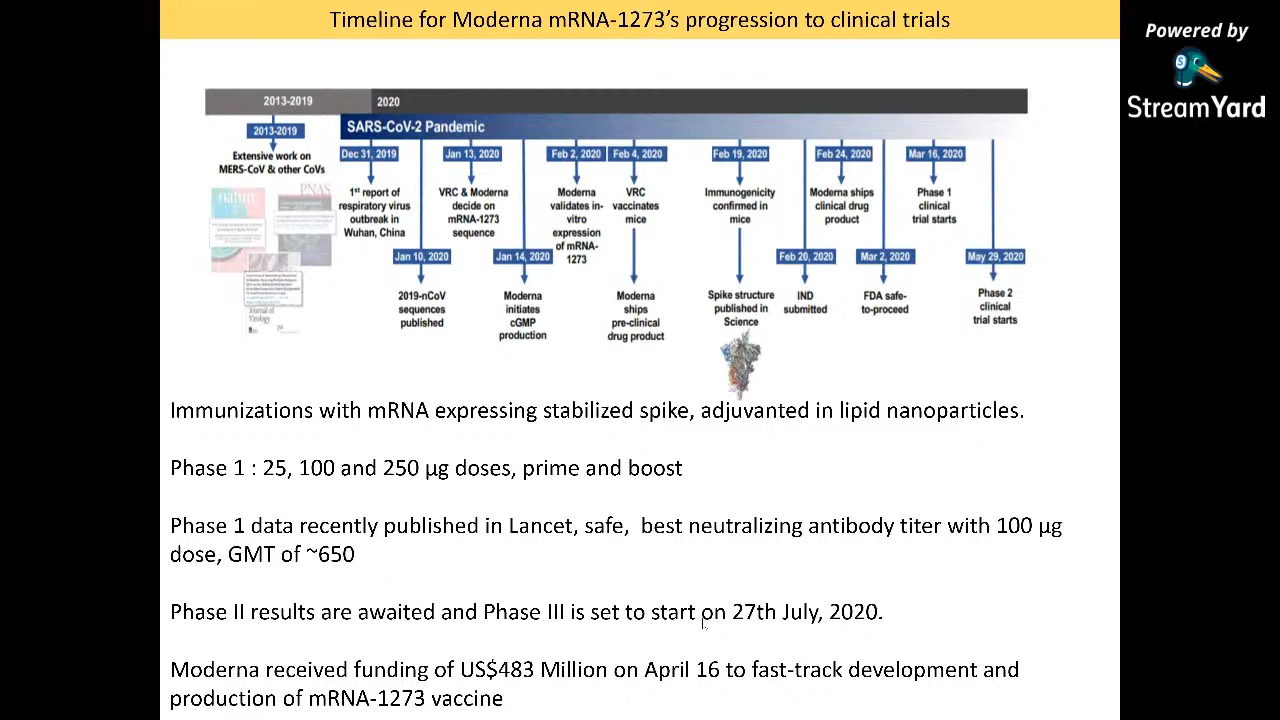 Timeline for Moderna mRNA-1273's progression to clinical trials
Powered by
StreamYard
2013-2019
2020
SARS-CoV-2 Pandemic
2013-2019
Extensive work on
MERS-CoV & other CoVs
nature
PNAS
Journal of
Virology
Dec 31, 2019
1st report of
respiratory virus
outbreak in
Wuhan, China
Jan 10, 2020
2019-nCoV
sequences
published
Jan 13, 2020
VRC & Moderna
decide on
mRNA-1273
sequence
Jan 14, 2020
Moderna
initiates
cGMP
production
Feb 2, 2020
Moderna
validates in-
vitro
expression
of mRNA-
1273
Feb 4, 2020
VRC
vaccinates
mice
Moderna
ships
pre-clinical
drug product
Feb 19, 2020
Immunogenicity
confirmed in
mice
Spike structure
published in
Science
Feb 20, 2020
IND
submitted
Feb 24, 2020
Moderna ships
clinical drug
product
Mar 2, 2020
FDA safe-
to-proceed
Mar 16, 2020
Phase 1
clinical
trial starts
May 29, 2020
Phase 2
clinical
trial starts
Immunizations with mRNA expressing stabilized spike, adjuvanted in lipid nanoparticles.
Phase 1 : 25, 100 and 250 µg doses, prime and boost
Phase 1 data recently published in Lancet, safe, best neutralizing antibody titer with 100 µg
dose, GMT of ~650
Phase II results are awaited and Phase III is set to start on 27th July, 2020.
Moderna received funding of US$483 Million on April 16 to fast-track development and
production of mRNA-1273 vaccine